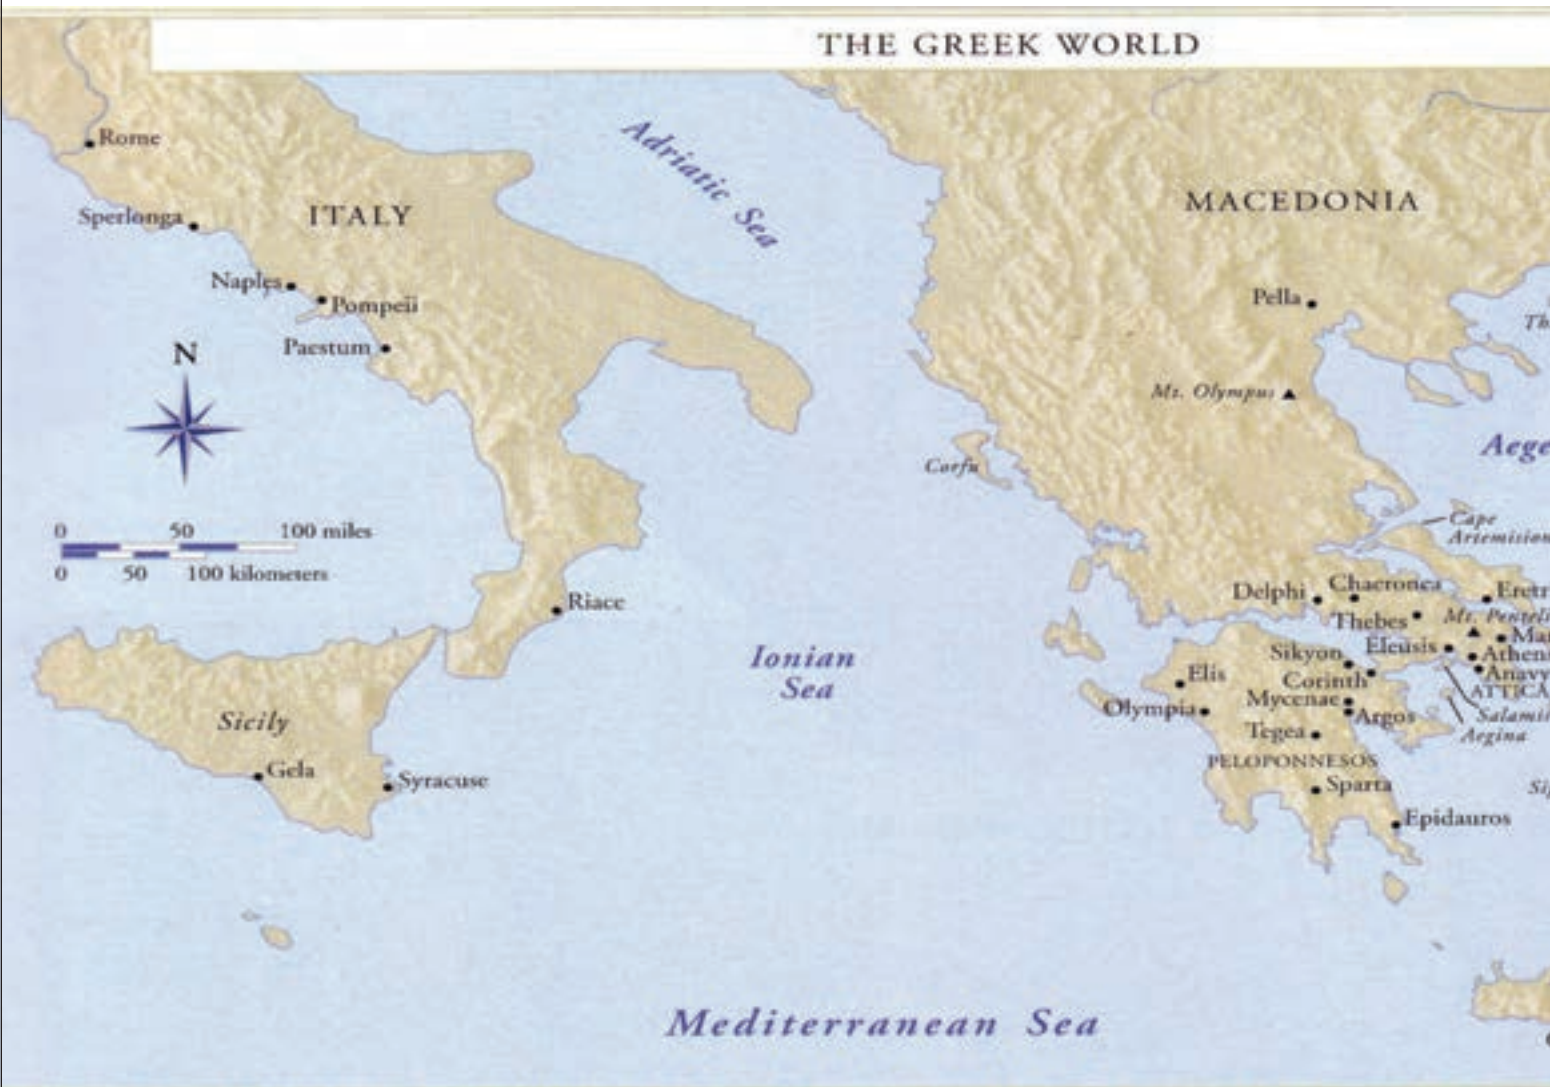 THE GREEK WORLD
Rome
Adriatic Sea
Sperlonga
ITALY
MACEDONIA
Naples
Pompeii
Pella
Paestum
N
Mt. Olympus
Corfu
0 50 100 miles
0 50 100 kilometers
Cape
Artemision
Riace
Delphi
Chaeronea
Thebes
Eleusis
Ionian
Sea
Sikyon
Corinth
Elis
Mycenae
Olympia
Argos
ATTICA
Aegina
Sicily
Tegea
PELOPONNESOS
Gela
Syracuse
Sparta
Epidauros
Mediterranean Sea